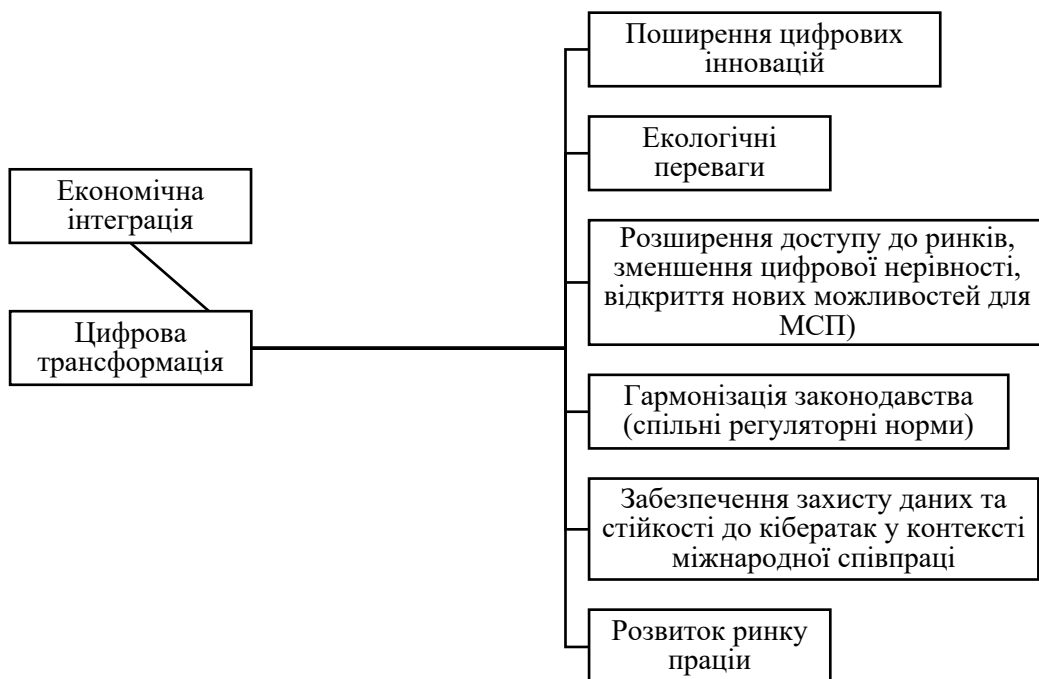 Економічна
інтеграція
Цифрова
трансформація
Поширення цифрових
інновацій
Екологічні
переваги
Розширення доступу до ринків,
зменшення цифрової нерівності,
відкриття нових можливостей для
МСП)
Гармонізація законодавства
(спільні регуляторні норми)
Забезпечення захисту даних та
стійкості до кібератак у контексті
міжнародної співпраці
Розвиток ринку
праціи